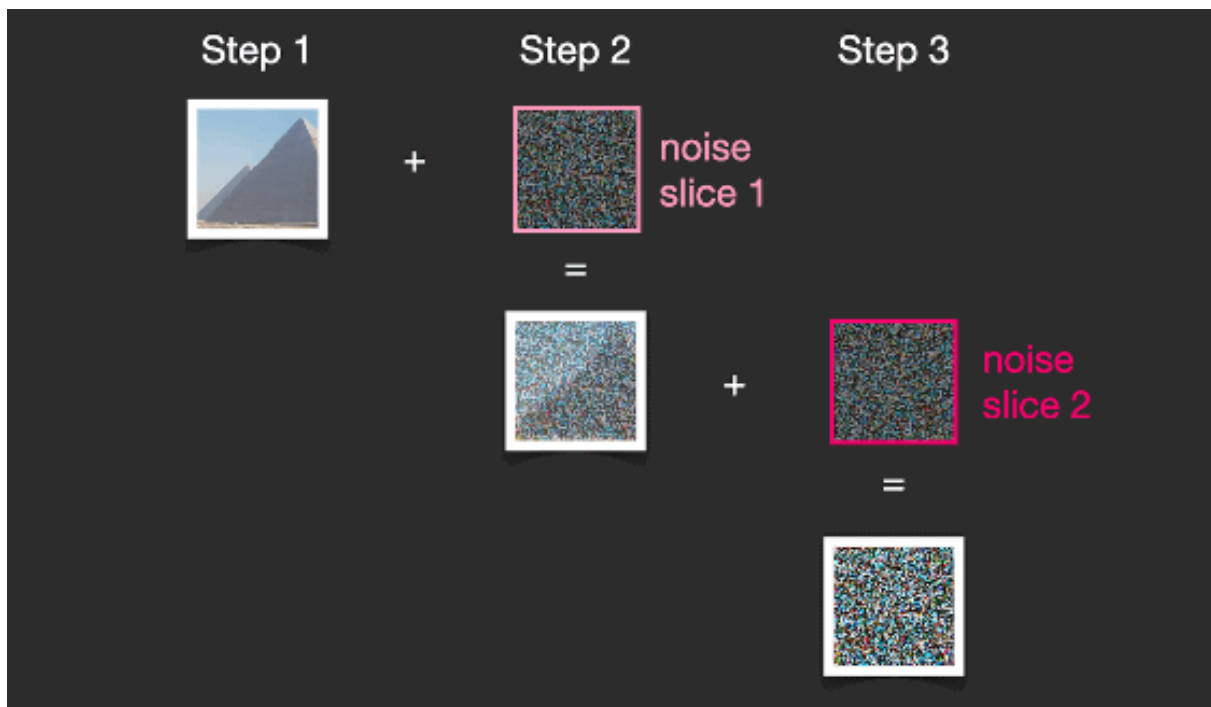 Step 1
Step 2
Step 3
+
noise
slice 1
=
+
noise
slice 2
=